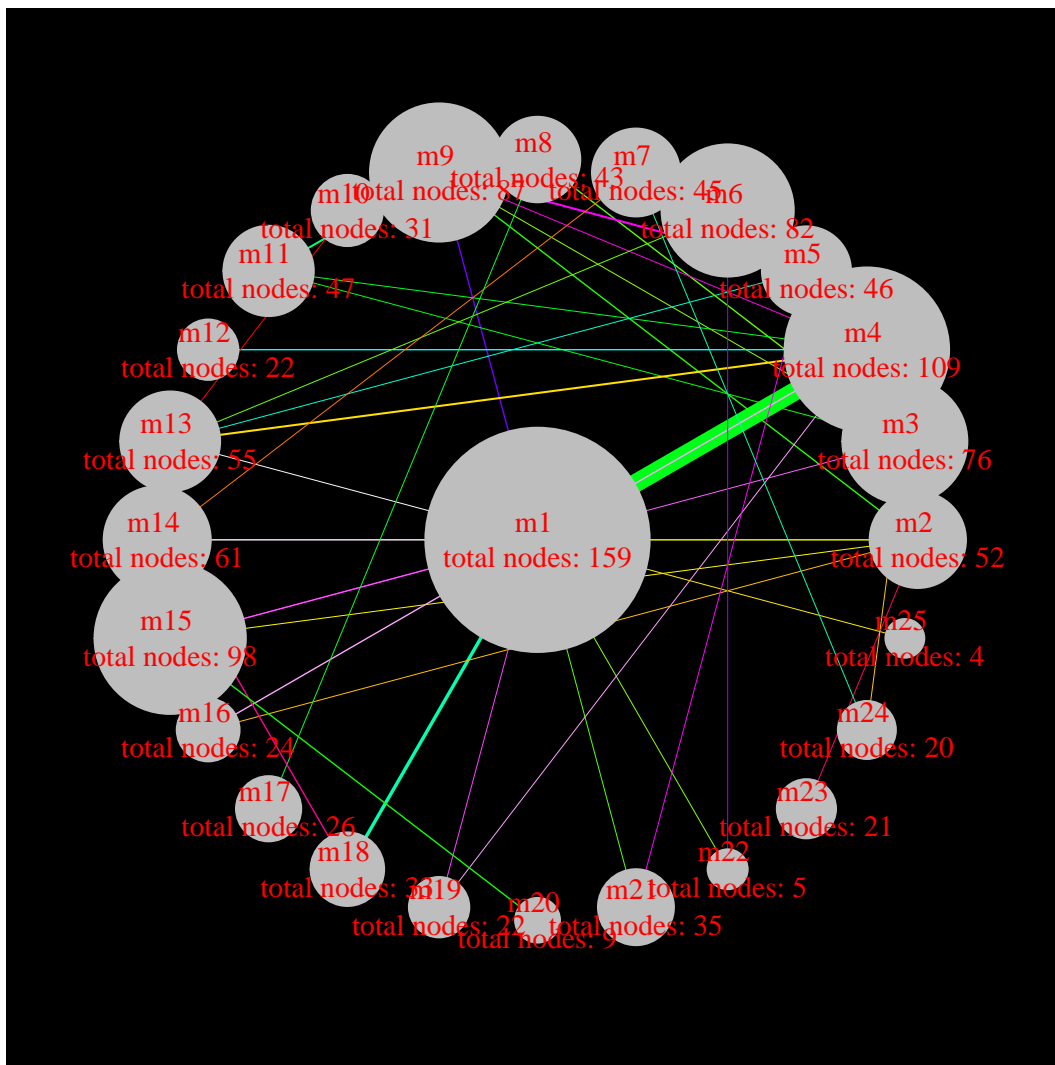 m1
total nodes: 159
m2
total nodes: 52
m3
total nodes: 76
m4
total nodes: 109
m5
total nodes: 46
m6
total nodes: 82
m7
total nodes: 45
m8
total nodes: 43
m9
total nodes: 87
m10
total nodes: 31
m11
total nodes: 47
m12
total nodes: 22
m13
total nodes: 55
m14
total nodes: 61
m15
total nodes: 98
m16
total nodes: 24
m17
total nodes: 26
m18
total nodes: 33
m19
total nodes: 22
m20
total nodes: 9
m21
total nodes: 35
m22
total nodes: 5
m23
total nodes: 21
m24
total nodes: 20
m25
total nodes: 4